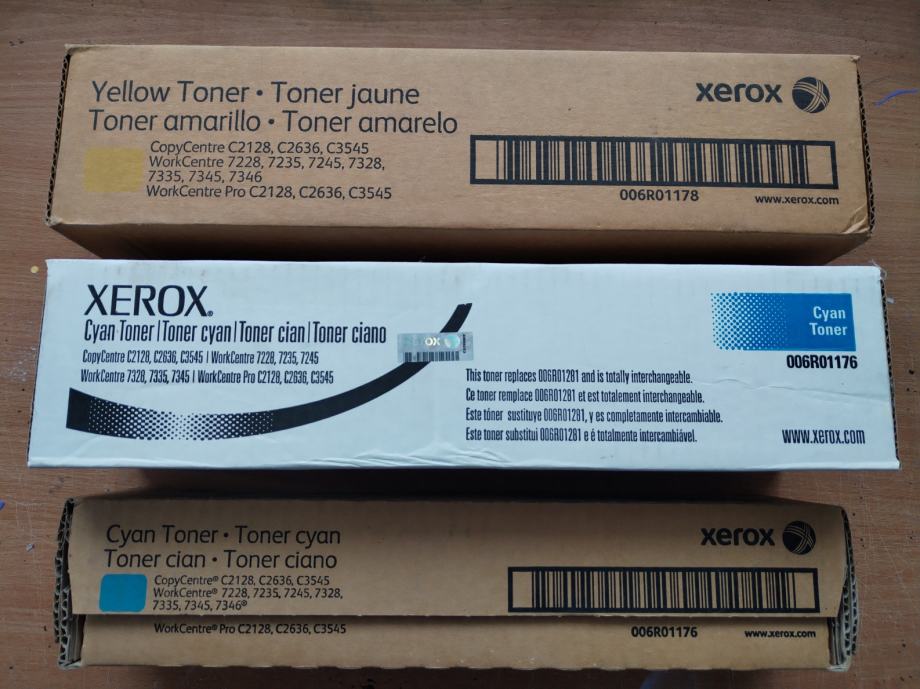 Yellow Toner • Toner jaune
Toner amarillo • Toner amarelo
CopyCentre C2128, C2636, C3545
WorkCentre 7228, 7235, 7245, 7328,
7335, 7345, 7346
WorkCentre Pro C2128, C2636, C3545
xerox
006R01178
www.xerox.com
XEROX®
Cyan Toner | Toner cyan | Toner cian | Toner ciano
CopyCentre C2128, C2636, C3545 | WorkCentre 7228, 7235, 7245
WorkCentre 7328, 7335, 7345 | WorkCentre Pro C2128, C2636, C3545
Cyan
Toner
006R01176
This toner replaces 006R01281 and is totally interchangeable.
Ce toner remplace 006R01281 et est totalement interchangeable.
Este tóner sustituye 006R01281, y es completamente intercambiable.
Este toner substitui 006R01281 e é totalmente intercambiável.
www.xerox.com
Cyan Toner • Toner cyan
Toner cian • Toner ciano
CopyCentre® C2128, C2636, C3545
WorkCentre® 7228, 7235, 7245, 7328,
7335, 7345, 7346®
WorkCentre® Pro C2128, C2636, C3545
xerox
006R01176
www.xerox.com